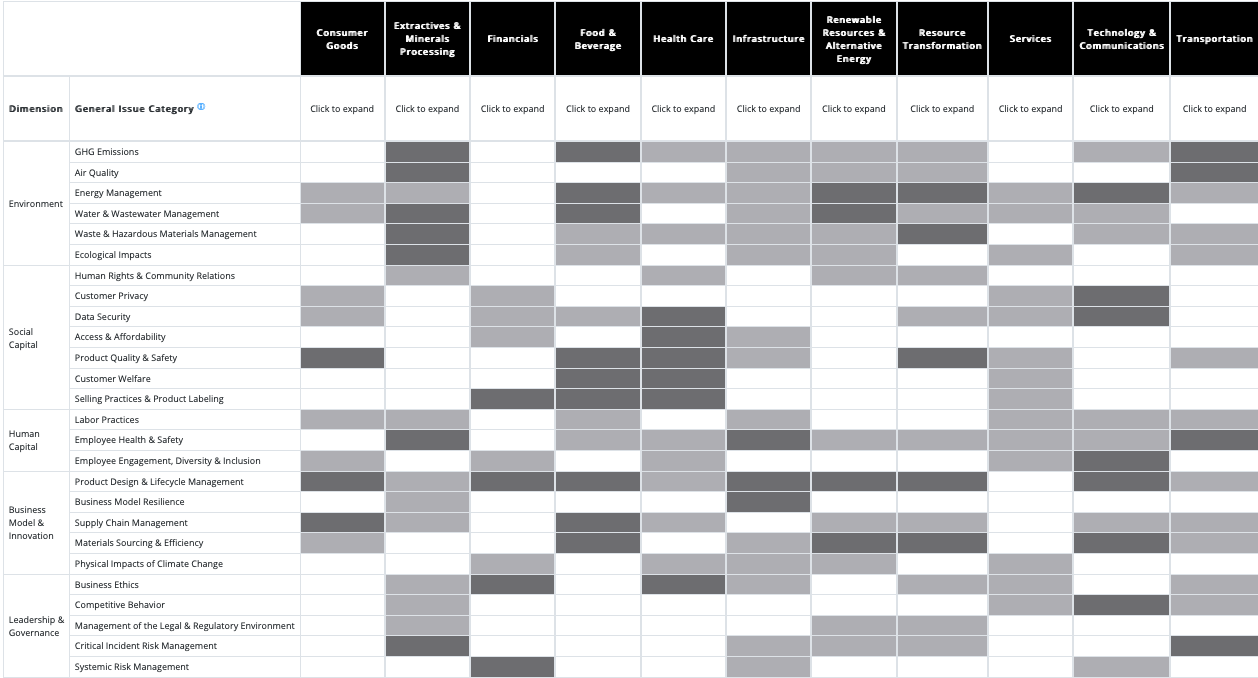 Consumer Goods
Extractives & Minerals Processing
Financials
Food & Beverage
Health Care
Infrastructure
Renewable Resources & Alternative Energy
Resource Transformation
Services
Technology & Communications
Transportation
Dimension
General Issue Category
Click to expand
Click to expand
Click to expand
Click to expand
Click to expand
Click to expand
Click to expand
Click to expand
Click to expand
Click to expand
Click to expand
Environment
GHG Emissions
Air Quality
Energy Management
Water & Wastewater Management
Waste & Hazardous Materials Management
Ecological Impacts
Social
Capital
Human Rights & Community Relations
Customer Privacy
Data Security
Access & Affordability
Product Quality & Safety
Customer Welfare
Selling Practices & Product Labeling
Human
Capital
Labor Practices
Employee Health & Safety
Employee Engagement, Diversity & Inclusion
Business
Model &
Innovation
Product Design & Lifecycle Management
Business Model Resilience
Supply Chain Management
Materials Sourcing & Efficiency
Physical Impacts of Climate Change
Leadership &
Governance
Business Ethics
Competitive Behavior
Management of the Legal & Regulatory Environment
Critical Incident Risk Management
Systemic Risk Management